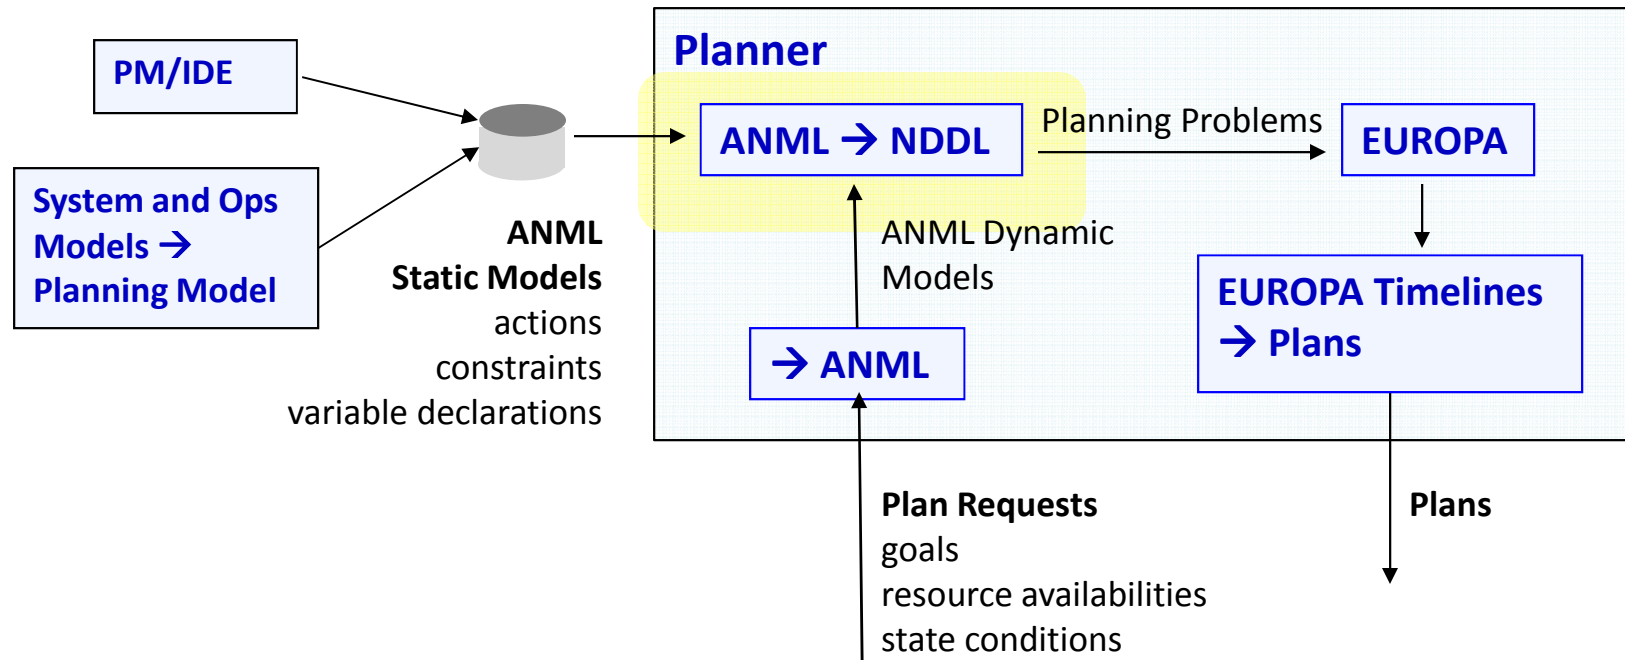 Planner
PM/IDE
ANML → NDDL
Planning Problems
EUROPA
System and Ops
Models →
Planning Model
ANML
Static Models
actions
constraints
variable declarations
ANML Dynamic
Models
→ ANML
EUROPA Timelines
→ Plans
Plan Requests
goals
resource availabilities
state conditions
Plans